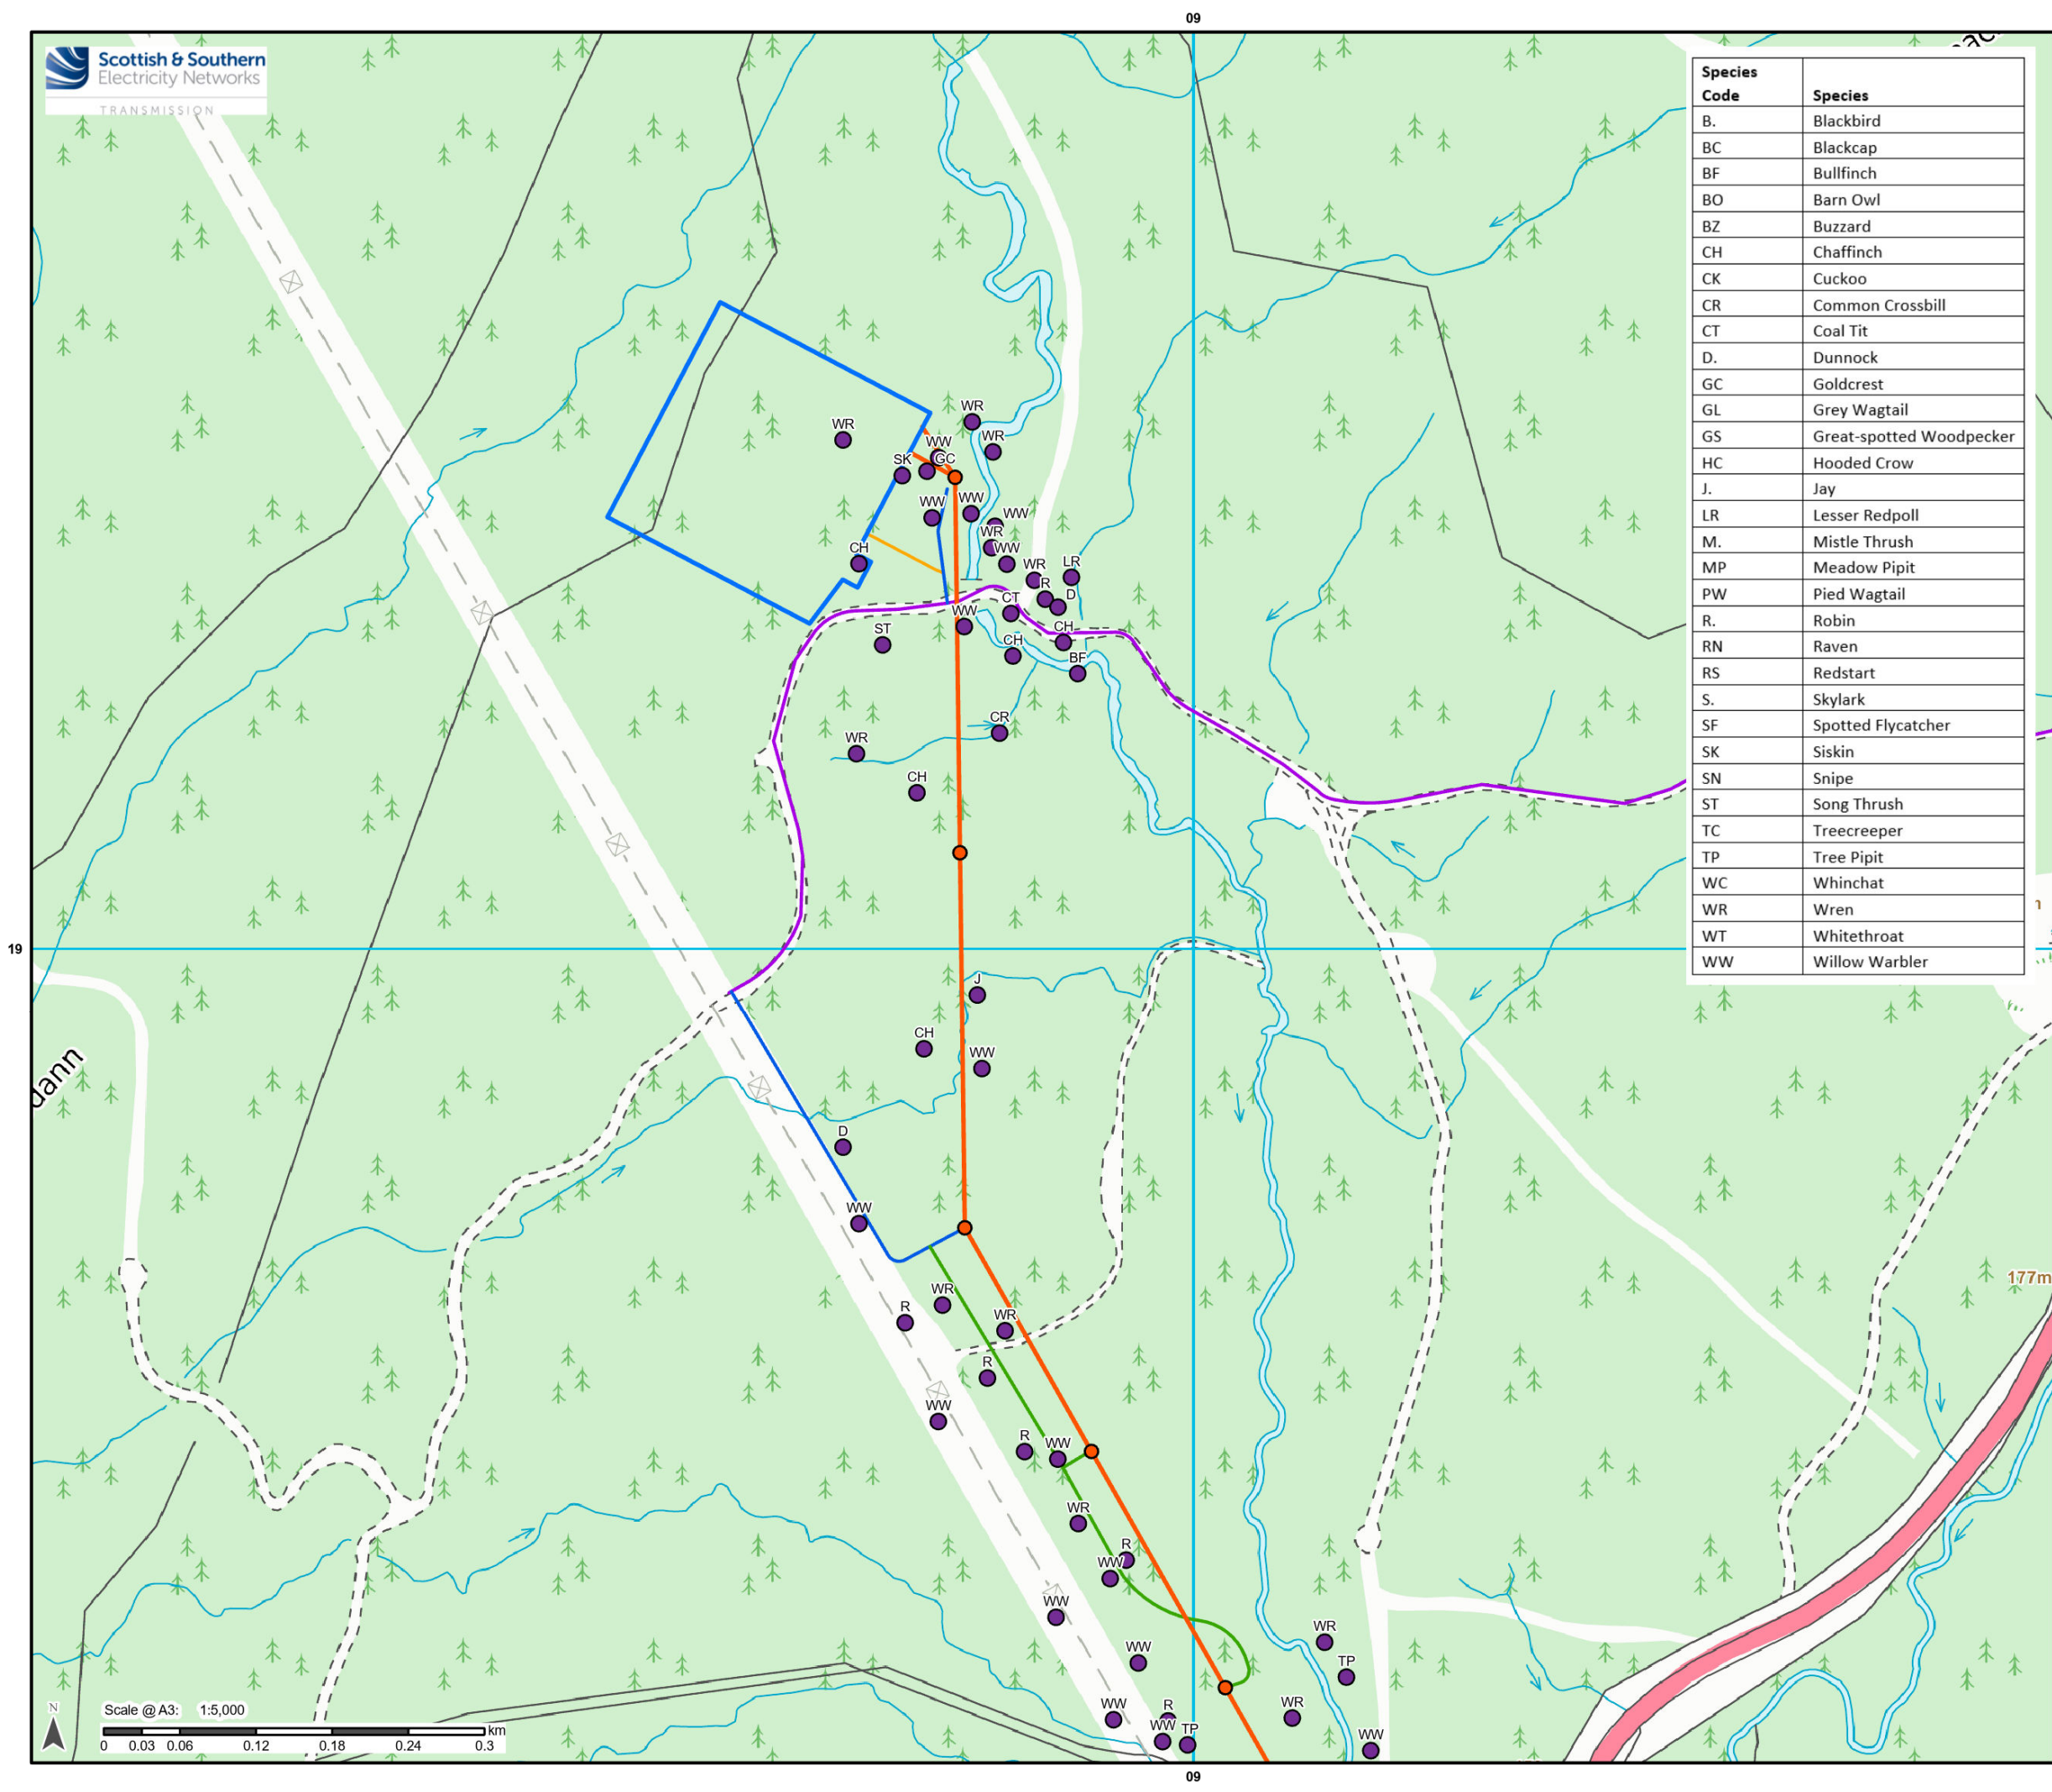 09
Scottish & Southern
Electricity Networks
TRANSMISSION
Species Code Species
B. Blackbird
BC Blackcap
BF Bullfinch
BO Barn Owl
BZ Buzzard
CH Chaffinch
CK Cuckoo
CR Common Crossbill
CT Coal Tit
D. Dunnock
GC Goldcrest
GL Grey Wagtail
GS Great-spotted Woodpecker
HC Hooded Crow
J. Jay
LR Lesser Redpoll
M. Mistle Thrush
MP Meadow Pipit
PW Pied Wagtail
R. Robin
RN Raven
RS Redstart
S. Skylark
SF Spotted Flycatcher
SK Siskin
SN Snipe
ST Song Thrush
TC Treecreeper
TP Tree Pipit
WC Whinchat
WR Wren
WT Whitethroat
WW Willow Warbler
WR
WR
WR
WW
SK
GC
WW
WW
WW
WR
WW
CH
WR
LR
R
D
CT
WW
CH
ST
CH
BF
CR
WR
CH
19
J
CH
WW
dann
D
WW
177m
WR
R
WR
R
WW
R
WW
WR
R
WW
WW
WR
WW
TP
WW
R
WR
WW
TP
WW
N
Scale @A3: 1:5,000
km
0 0.03 0.06 0.12 0.18 0.24 0.3
09